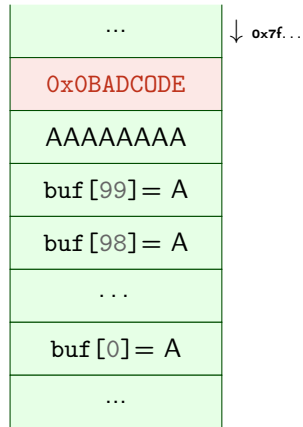 ...
↓ 0x7f...
0x0BADCODE
AAAAAAAA
buf[99]= A
buf[98]= A
...
buf[0]= A
...